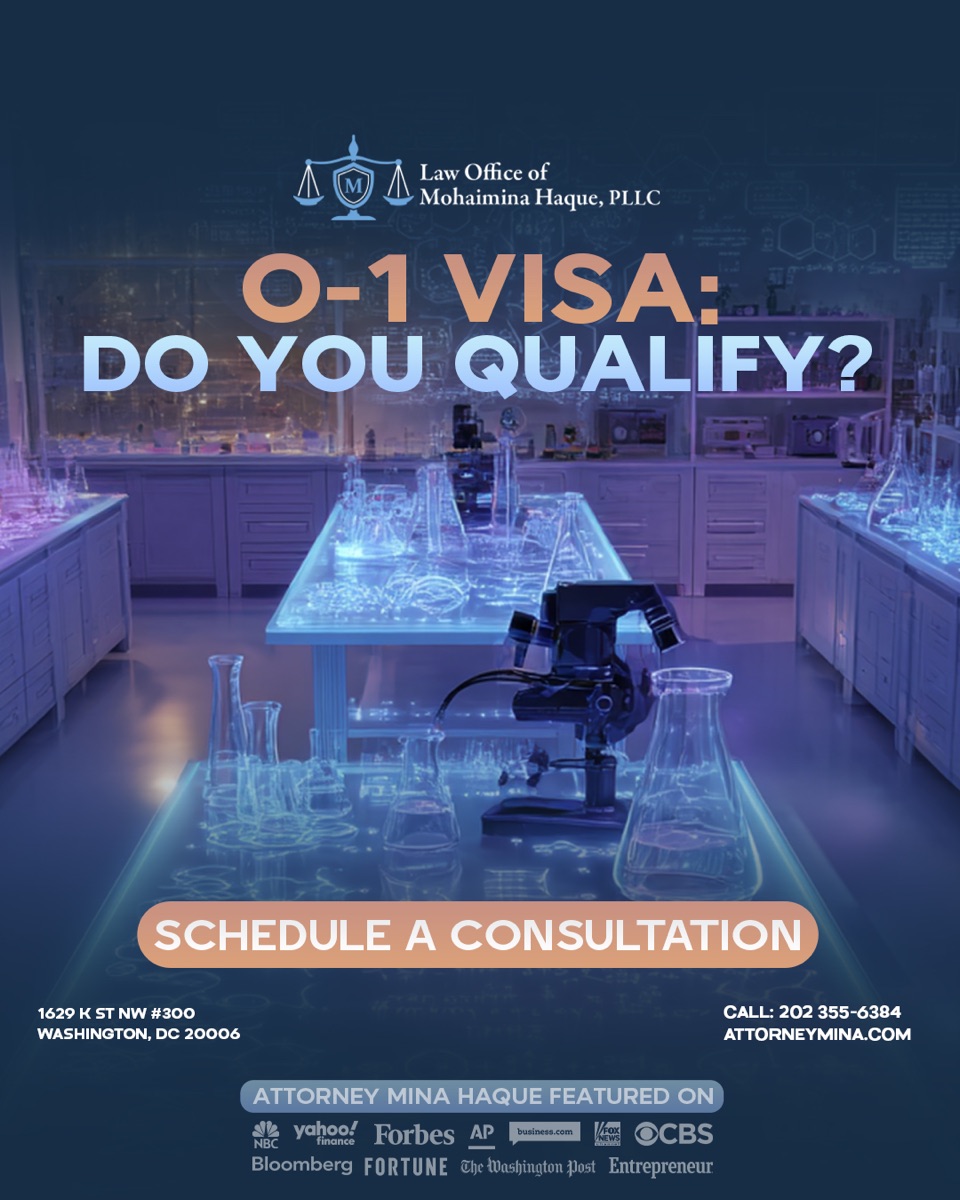 M
Law Office of
Mohaimina Haque, PLLC
O-1 VISA:
DO YOU QUALIFY?
SCHEDULE A CONSULTATION
1629 K ST NW #300
WASHINGTON, DC 20006
CALL: 202 355-6384
ATTORNEYMINA.COM
ATTORNEY MINA HAQUE FEATURED ON
NBC yahoo! finance Forbes AP business.com FOX NEWS CBS
Bloomberg FORTUNE The Washington Post Entrepreneur